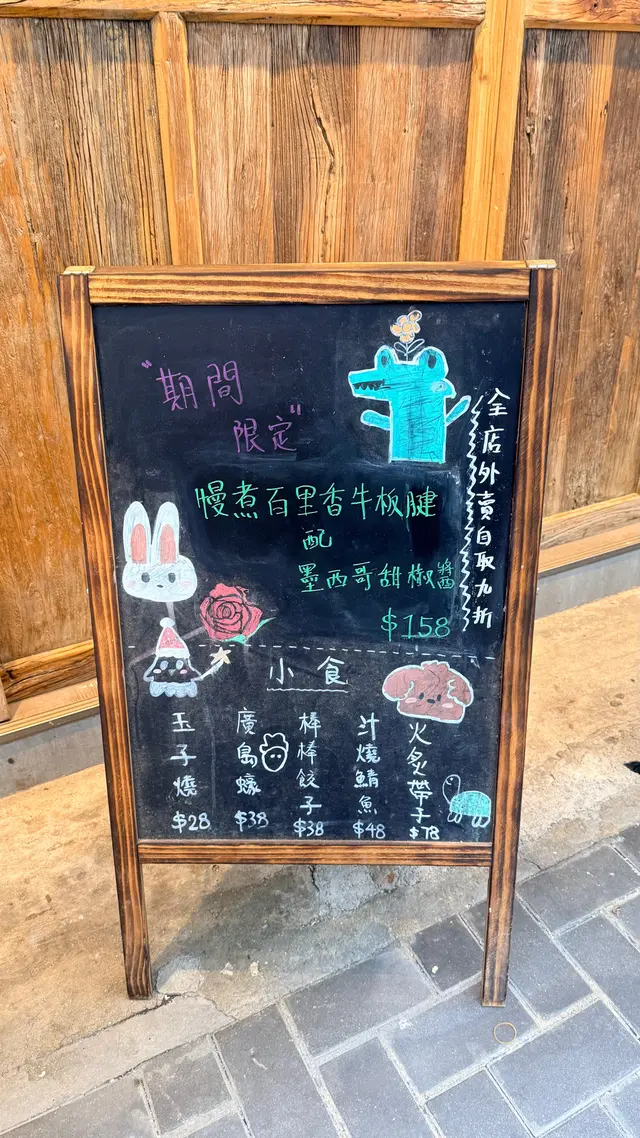 "期間
限定"
慢煮百里香牛板腱
配
墨西哥甜椒醬
$158
全店外賣自取九折
小食
玉子燒
$28
廣島蠔
$38
棒棒餃子
$38
汁燒鯖魚
$48
火炙帶子
$78